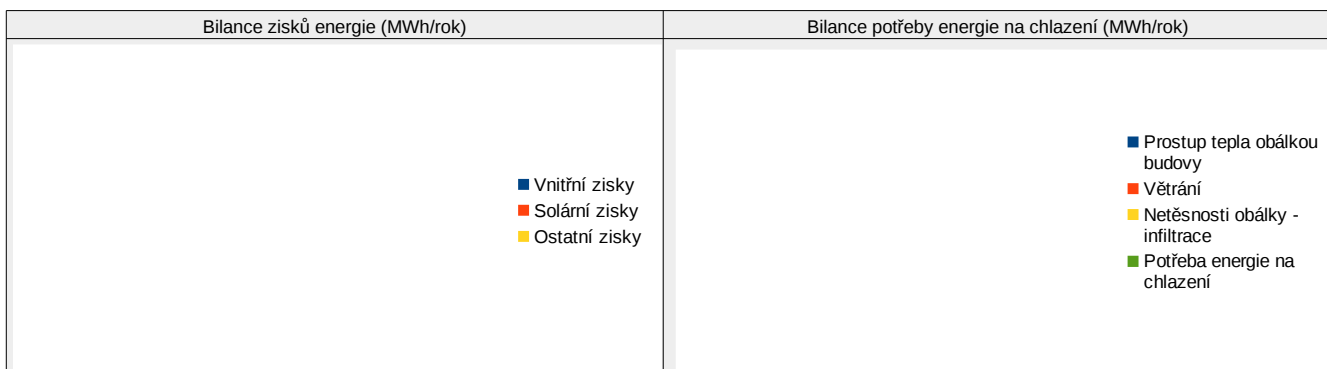 Bilance zisků energie (MWh/rok)
Bilance potřeby energie na chlazení (MWh/rok)
Vnitřní zisky
Solární zisky
Ostatní zisky
Prostup tepla obálkou
budovy
Větrání
Netěsnosti obálky -
infiltrace
Potřeba energie na
chlazení